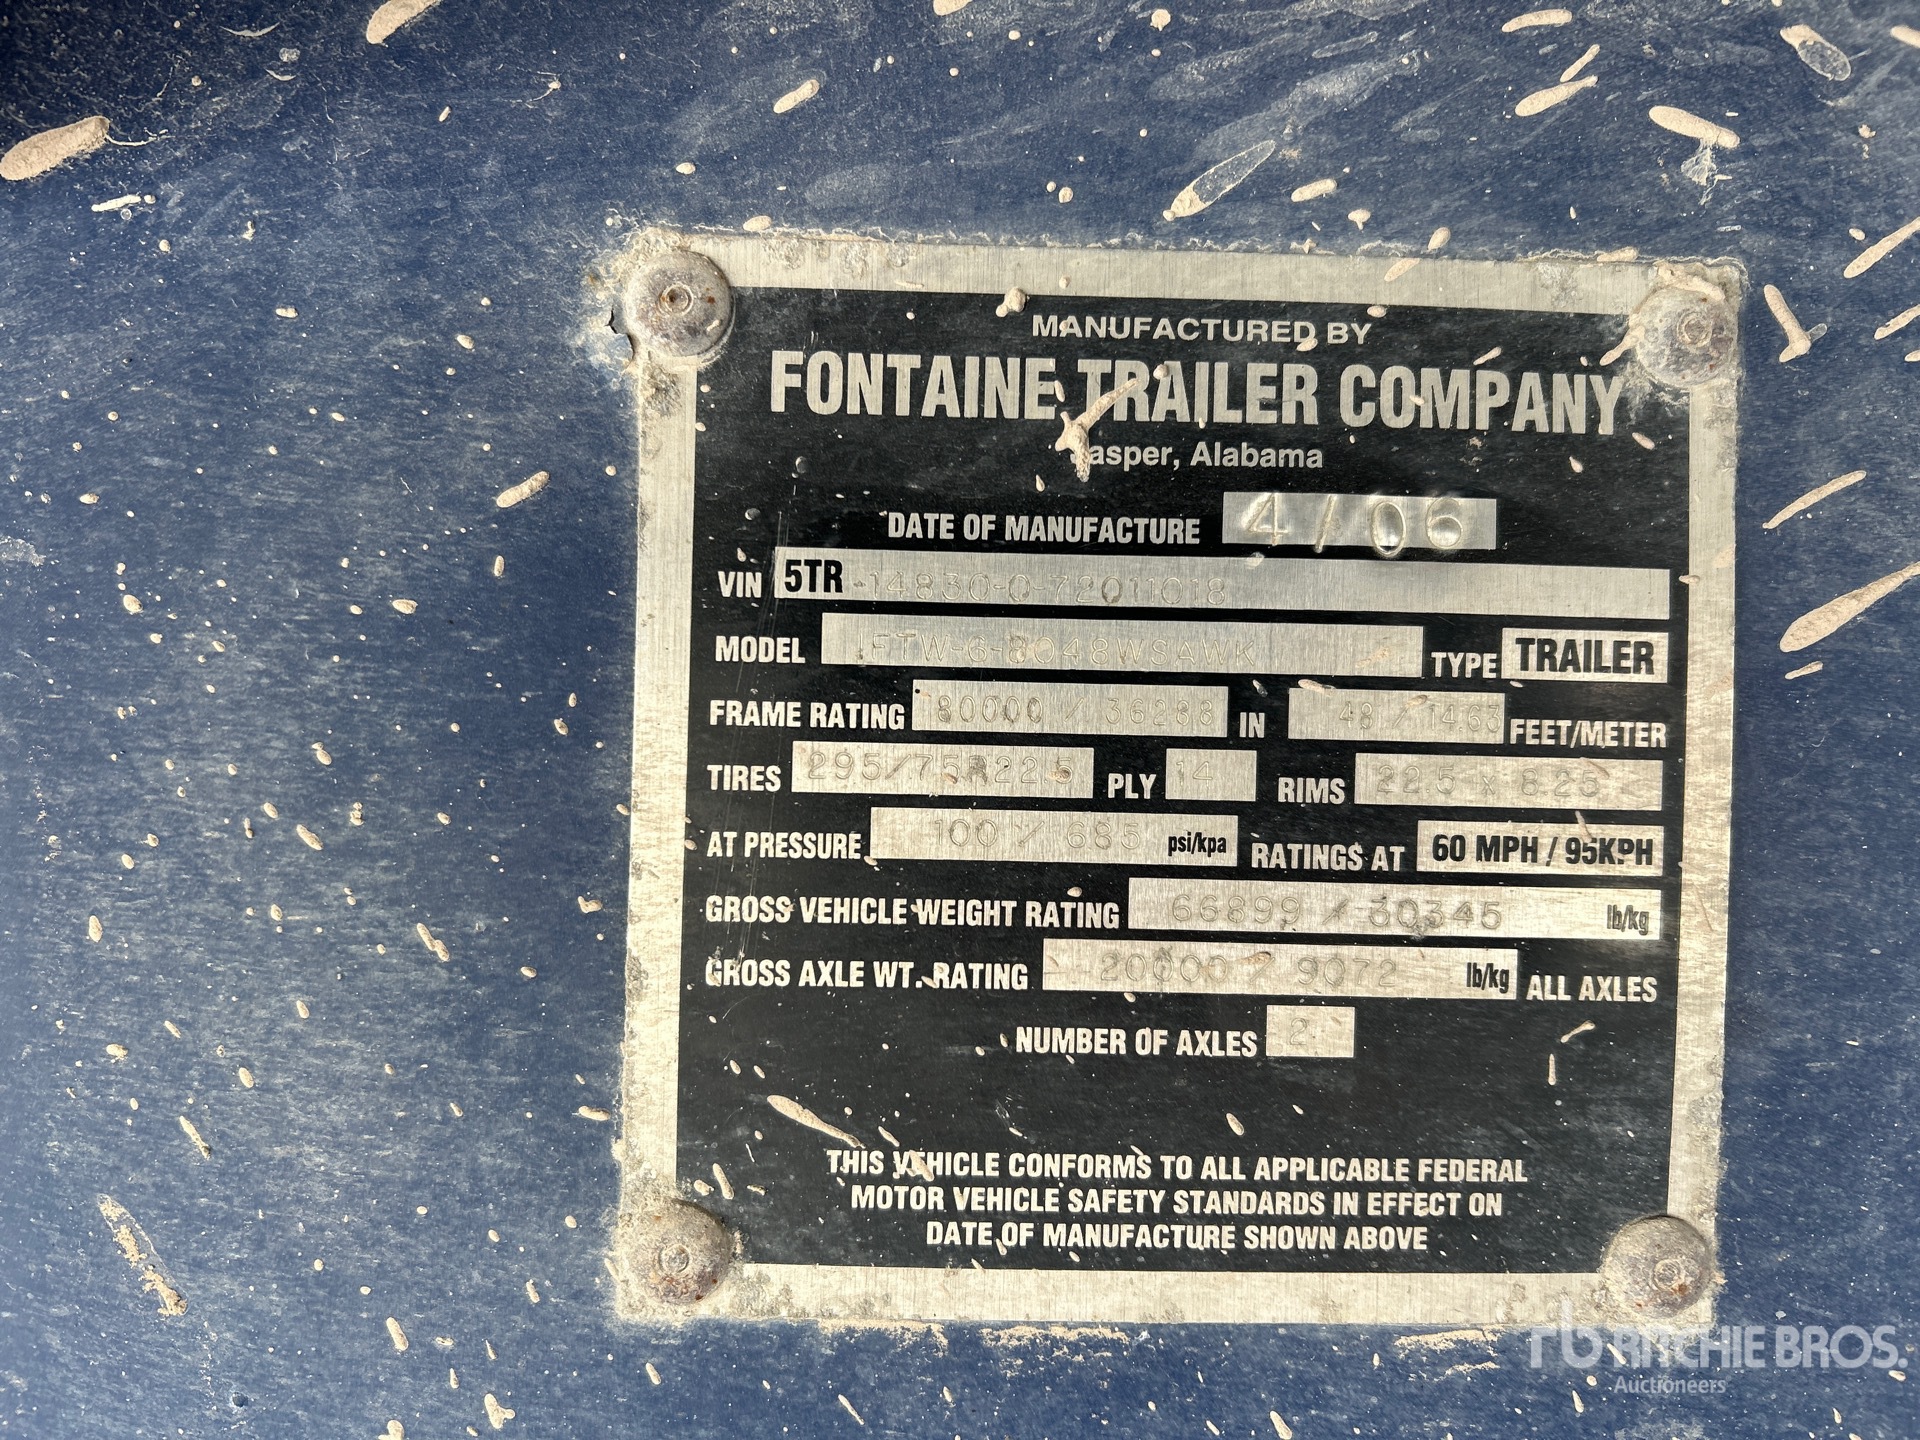 MANUFACTURED BY
FONTAINE TRAILER COMPANY
Jasper, Alabama
DATE OF MANUFACTURE 4/06
VIN 5TR-14830-0-72011018
MODEL FTW-6-8048WSAWK TYPE TRAILER
FRAME RATING 80000 / 36288 IN 48 / 14.63 FEET/METER
TIRES 295/75R22.5 PLY 14 RIMS 22.5 x 8.25
AT PRESSURE 100 / 685 psi/kpa RATINGS AT 60 MPH / 95KPH
GROSS VEHICLE WEIGHT RATING 66899 / 30345 lb/kg
GROSS AXLE WT. RATING 20000 / 9072 lb/kg ALL AXLES
NUMBER OF AXLES 2
THIS VEHICLE CONFORMS TO ALL APPLICABLE FEDERAL
MOTOR VEHICLE SAFETY STANDARDS IN EFFECT ON
DATE OF MANUFACTURE SHOWN ABOVE
rb RITCHIE BROS.
Auctioneers